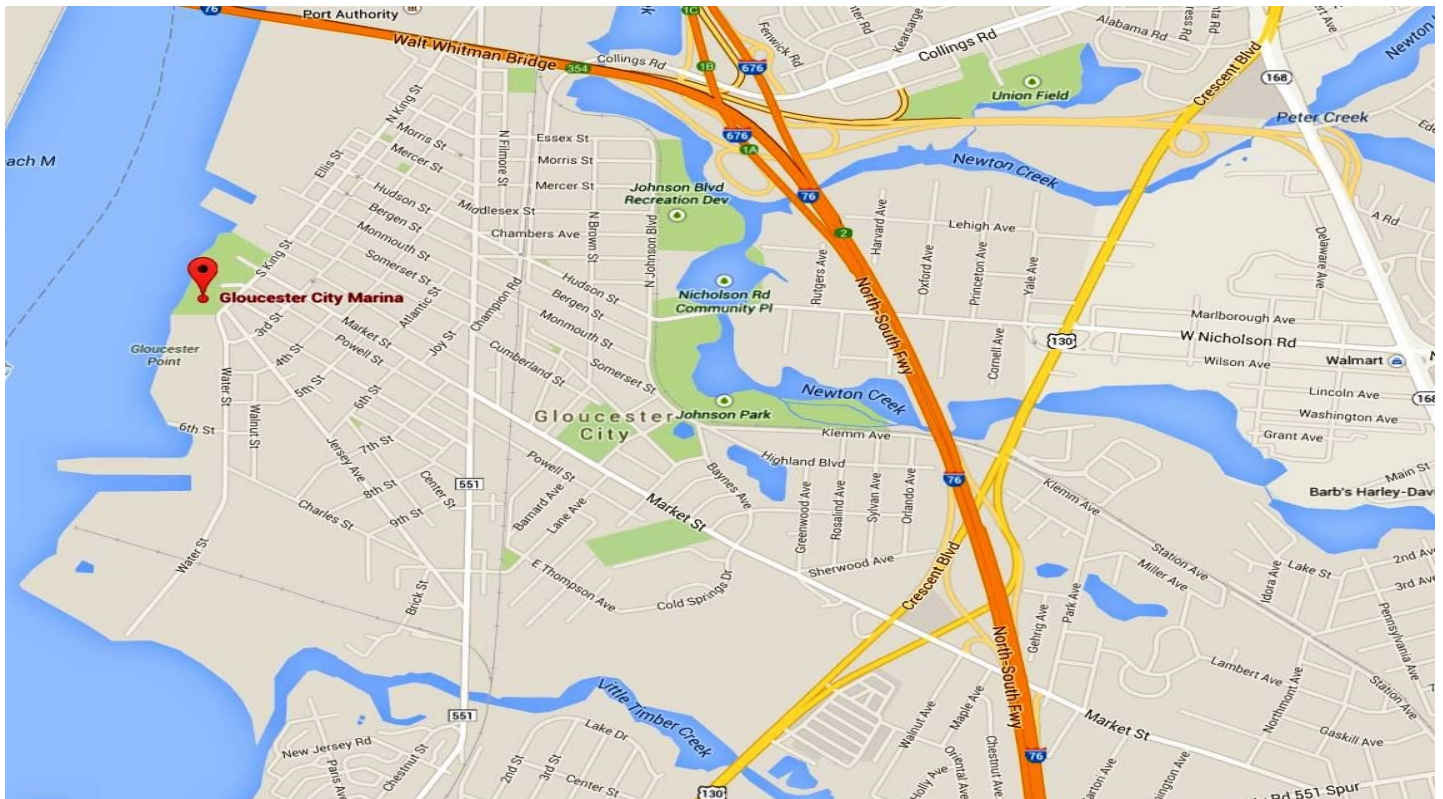 76
Port Authority
Walt Whitman Bridge
354
Collings Rd
1C
1B
676
676
1A
Fenwick Rd
Kearsarge
Collings Rd
Alabama Rd
Crescent Blvd
168
Newton
Union Field
Peter Creek
Newton Creek
each M
N King St
Morris St
Mercer St
Ellis St
N Filmore St
Essex St
Morris St
Mercer St
Middlesex St
Chambers Ave
N Brown St
N Johnson Blvd
Johnson Blvd
Recreation Dev
76
2
Harvard Ave
Lehigh Ave
Rutgers Ave
Oxford Ave
Princeton Ave
Yale Ave
Delaware Ave
A Rd
Hudson St
Bergen St
Monmouth St
Somerset St
S King St
Gloucester City Marina
Gloucester
Point
3rd St
4th St
5th St
6th St
7th St
8th St
9th St
Market St
Powell St
Atlantic St
Joy St
Champion Rd
Hudson St
Bergen St
Monmouth St
Somerset St
Cumberland St
Nicholson Rd
Community Pl
North-South Fwy
Cornell Ave
130
Marlborough Ave
W Nicholson Rd
Wilson Ave
Walmart
Lincoln Ave
Washington Ave
Grant Ave
168
Main St
Barb's Harley-Dav
Water St
Walnut St
6th St
Jersey Ave
Center St
Charles St
551
Gloucester
City
Johnson Park
Newton Creek
Klemm Ave
Highland Blvd
Baynes Ave
Greenwood Ave
Rosalind Ave
Sylvan Ave
Orlando Ave
76
Klemm Ave
Powell St
Barnard Ave
Lane Ave
Market St
Sherwood Ave
Crescent Blvd
Station Ave
Miller Ave
Idora Ave
Lake St
2nd Ave
3rd Ave
Pennsylvania Ave
Water St
Brick St
E Thompson Ave
Cold Springs Dr
Gehrig Ave
Park Ave
North-South Fwy
Lambert Ave
Station Ave
Northmont Ave
Gaskill Ave
Market St
Little Timber Creek
551
New Jersey Rd
Paris Ave
Chestnut St
Lake Dr
2nd St
3rd St
Center St
130
Walnut Ave
Maple Ave
Holly Ave
Oriental Ave
Chestnut Ave
76
Rd 551 Spur